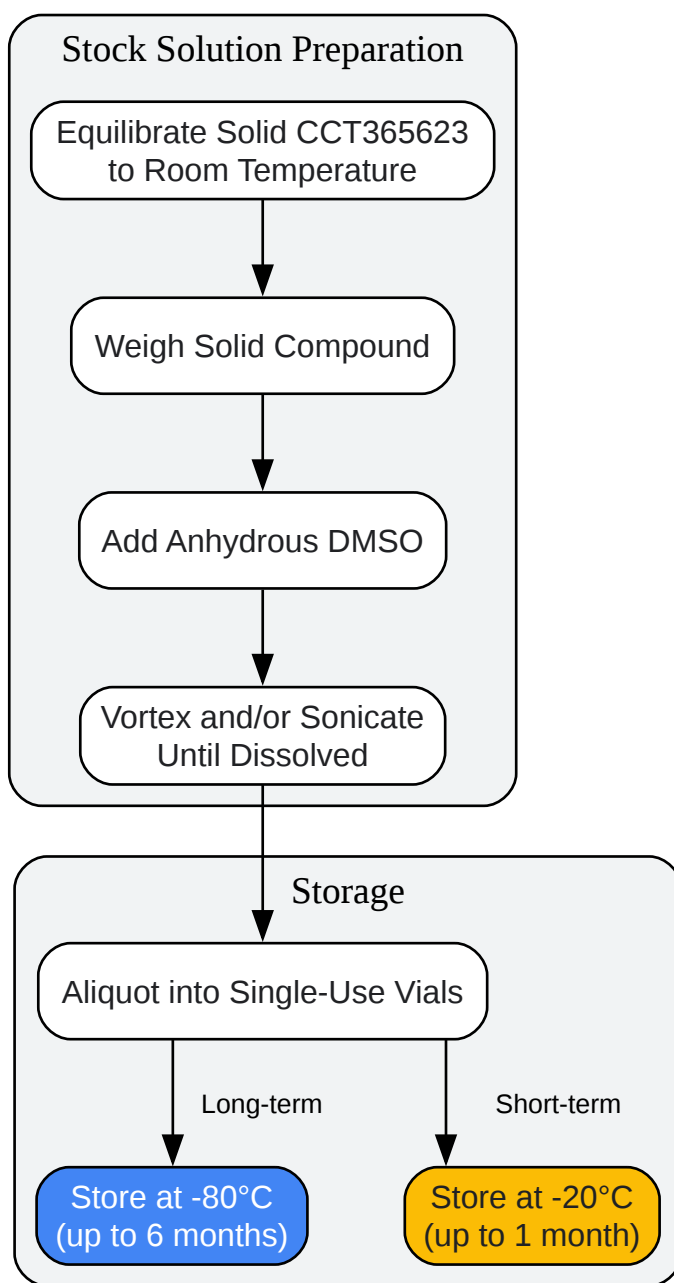 Stock Solution Preparation
Equilibrate Solid CCT365623
to Room Temperature
Weigh Solid Compound
Add Anhydrous DMSO
Vortex and/or Sonicate
Until Dissolved
Storage
Aliquot into Single-Use Vials
Long-term
Short-term
Store at -80°C
(up to 6 months)
Store at -20°C
(up to 1 month)